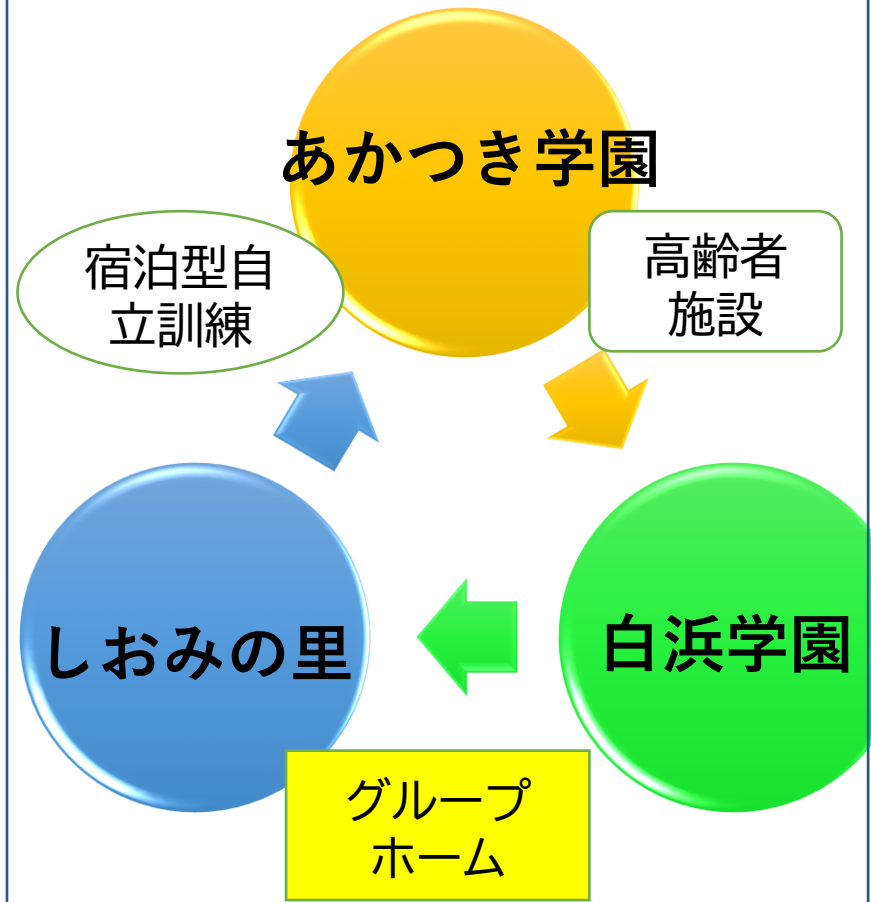 あかつき学園
宿泊型自
立訓練
高齢者
施設
しおみの里
白浜学園
グループ
ホーム